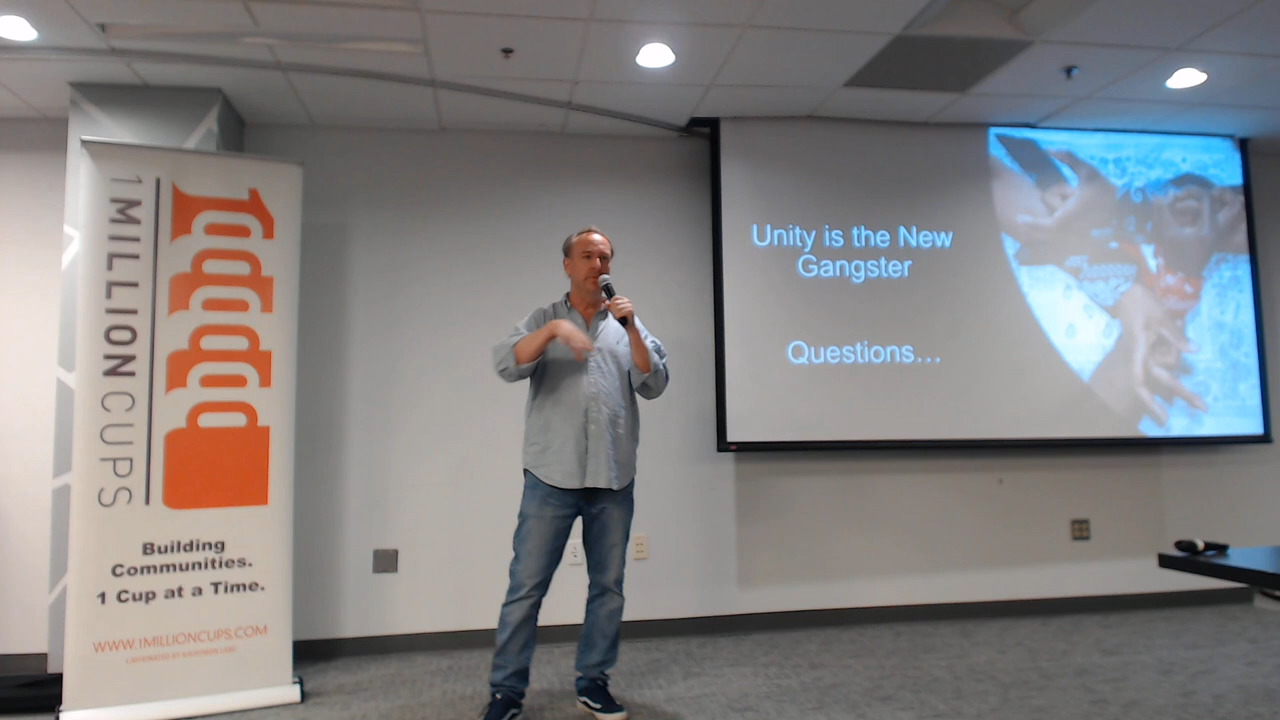 1 MILLION CUPS
Building
Communities.
1 Cup at a Time.
WWW.1MILLIONCUPS.COM
Unity is the New
Gangster
Questions…